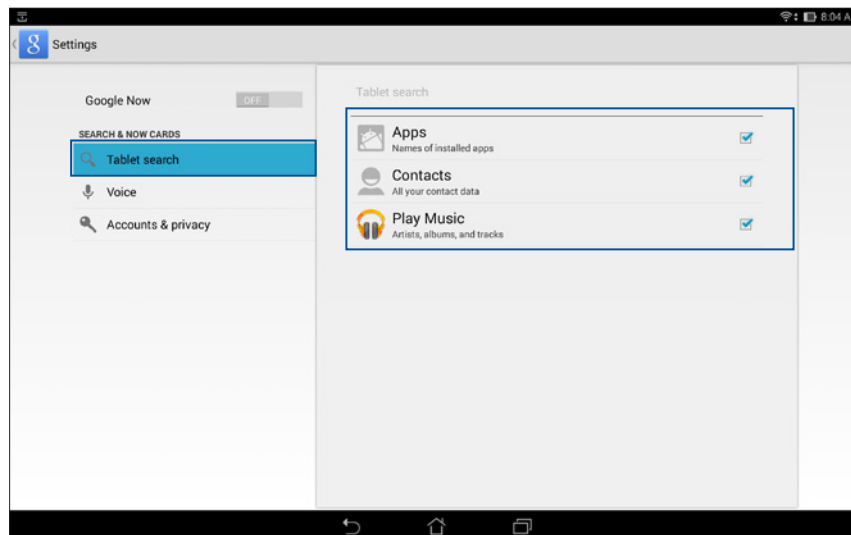 8:04 A
Settings
Google Now
OFF
SEARCH & NOW CARDS
Tablet search
Voice
Accounts & privacy
Tablet search
Apps
Names of installed apps
Contacts
All your contact data
Play Music
Artists, albums, and tracks